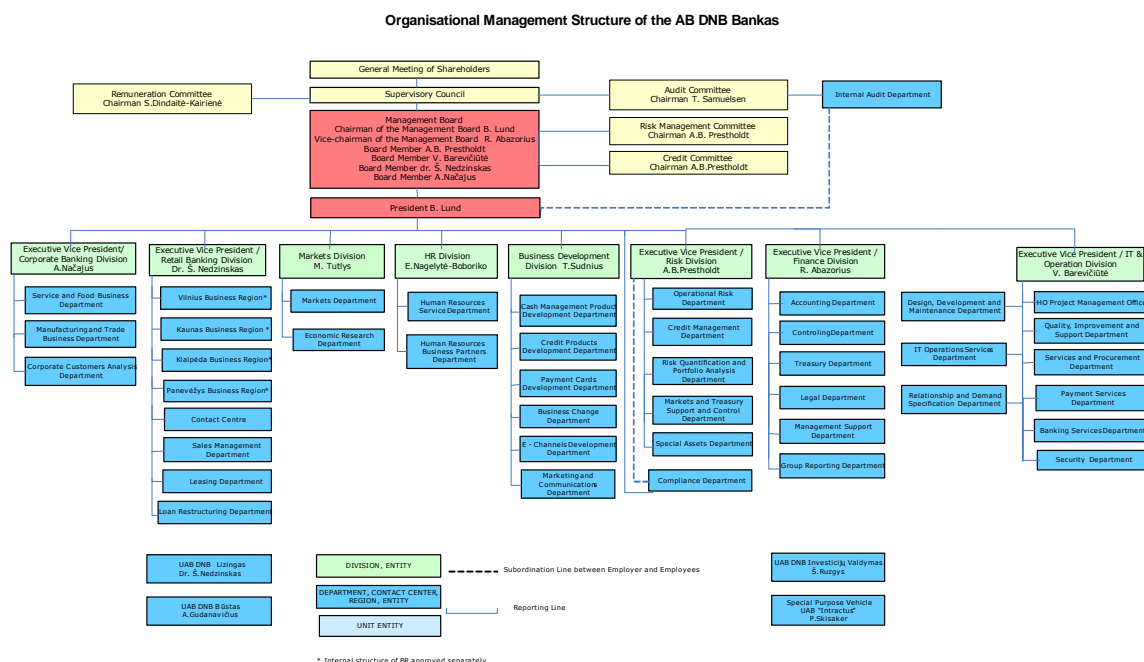 Organisational Management Structure of the AB DNB Bankas
General Meeting of Shareholders
Remuneration Committee
Chairman S.Dindaitė-Kairienė
Supervisory Council
Audit Committee
Chairman T. Samuelsen
Internal Audit Department
Management Board
Chairman of the Management Board B. Lund
Vice-chairman of the Management Board R. Abazorius
Board Member A.B. Prestholdt
Board Member V. Barevičiūtė
Board Member dr. Š. Nedzinskas
Board Member A.Načajus
Risk Management Committee
Chairman A.B. Prestholdt
Credit Committee
Chairman A.B.Prestholdt
President B. Lund
Executive Vice President/
Corporate Banking Division
A.Načajus
Service and Food Business
Department
Manufacturing and Trade
Business Department
Corporate Customers Analysis
Department
Executive Vice President /
Retail Banking Division
Dr. Š. Nedzinskas
Vilnius Business Region*
Kaunas Business Region *
Klaipėda Business Region*
Panevėžys Business Region*
Contact Centre
Sales Management
Department
Leasing Department
Loan Restructuring Department
Markets Division
M. Tutlys
Markets Department
Economic Research
Department
HR Division
E.Nagelytė-Boboriko
Human Resources
Service Department
Human Resources
Business Partners
Department
Business Development
Division T.Sudnius
Cash Management Product
Development Department
Credit Products
Development Department
Payment Cards
Development Department
Business Change
Department
E - Channels Development
Department
Marketing and
Communications
Department
Executive Vice President /
Risk Division
A.B.Prestholdt
Operational Risk
Department
Credit Management
Department
Risk Quantification and
Portfolio Analysis
Department
Markets and Treasury
Support and Control
Department
Special Assets Department
Compliance Department
Executive Vice President /
Finance Division
R. Abazorius
Accounting Department
Controling Department
Treasury Department
Legal Department
Management Support
Department
Group Reporting Department
Executive Vice President / IT &
Operation Division
V. Barevičiūtė
Design, Development and
Maintenance Department
IT Operations Services
Department
Relationship and Demand
Specification Department
HO Project Management Office
Quality, Improvement and
Support Department
Services and Procurement
Department
Payment Services
Department
Banking Services Department
Security Department
UAB DNB Lizingas
Dr. Š.Nedzinskas
UAB DNB Būstas
A.Gudanavičius
DIVISION, ENTITY
DEPARTMENT, CONTACT CENTER,
REGION, ENTITY
UNIT ENTITY
Subordination Line between Employer and Employees
Reporting Line
UAB DNB Investicijų Valdymas
Š.Ruzgys
Special Purpose Vehicle
UAB "Intractus"
P.Skisaker
* Internal structure of BR approved separately